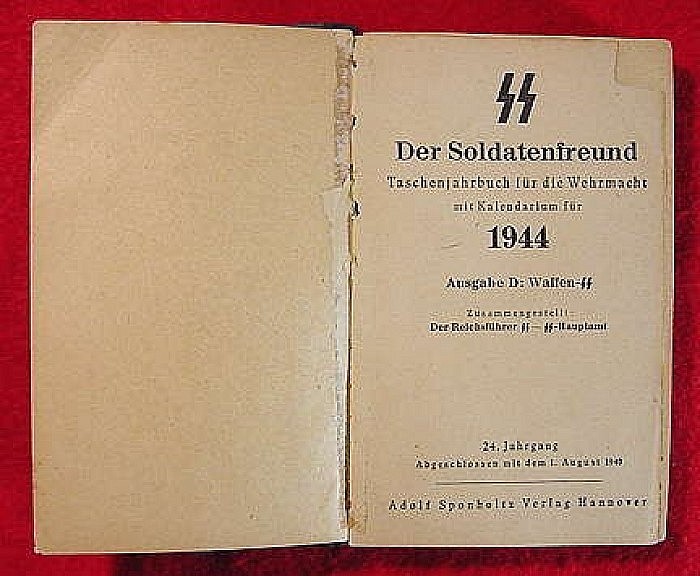 ᛋᛋ
Der Soldatenfreund
Taschenjahrbuch für die Wehrmacht
mit Kalendarium für
1944
Ausgabe D: Waffen-ᛋᛋ
Zusammengestellt:
Der Reichsführer ᛋᛋ – ᛋᛋ-Hauptamt
24. Jahrgang
Abgeschlossen mit dem 1. August 1943
Adolf Sponholtz Verlag Hannover